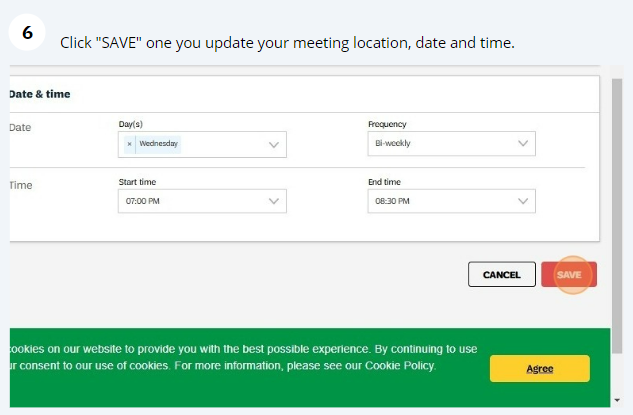 6
Click "SAVE" one you update your meeting location, date and time.
Date & time
Date
Day(s)
Frequency
× Wednesday
Bi-weekly
Time
Start time
End time
07:00 PM
08:30 PM
CANCEL
SAVE
cookies on our website to provide you with the best possible experience. By continuing to use
ur consent to our use of cookies. For more information, please see our Cookie Policy.
Agree